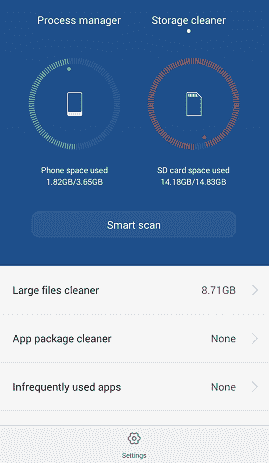 Process manager Storage cleaner
Phone space used SD card space used
1.82GB/3.65GB 14.18GB/14.83GB
Smart scan
Large files cleaner 8.71GB
App package cleaner None
Infrequently used apps None
Settings